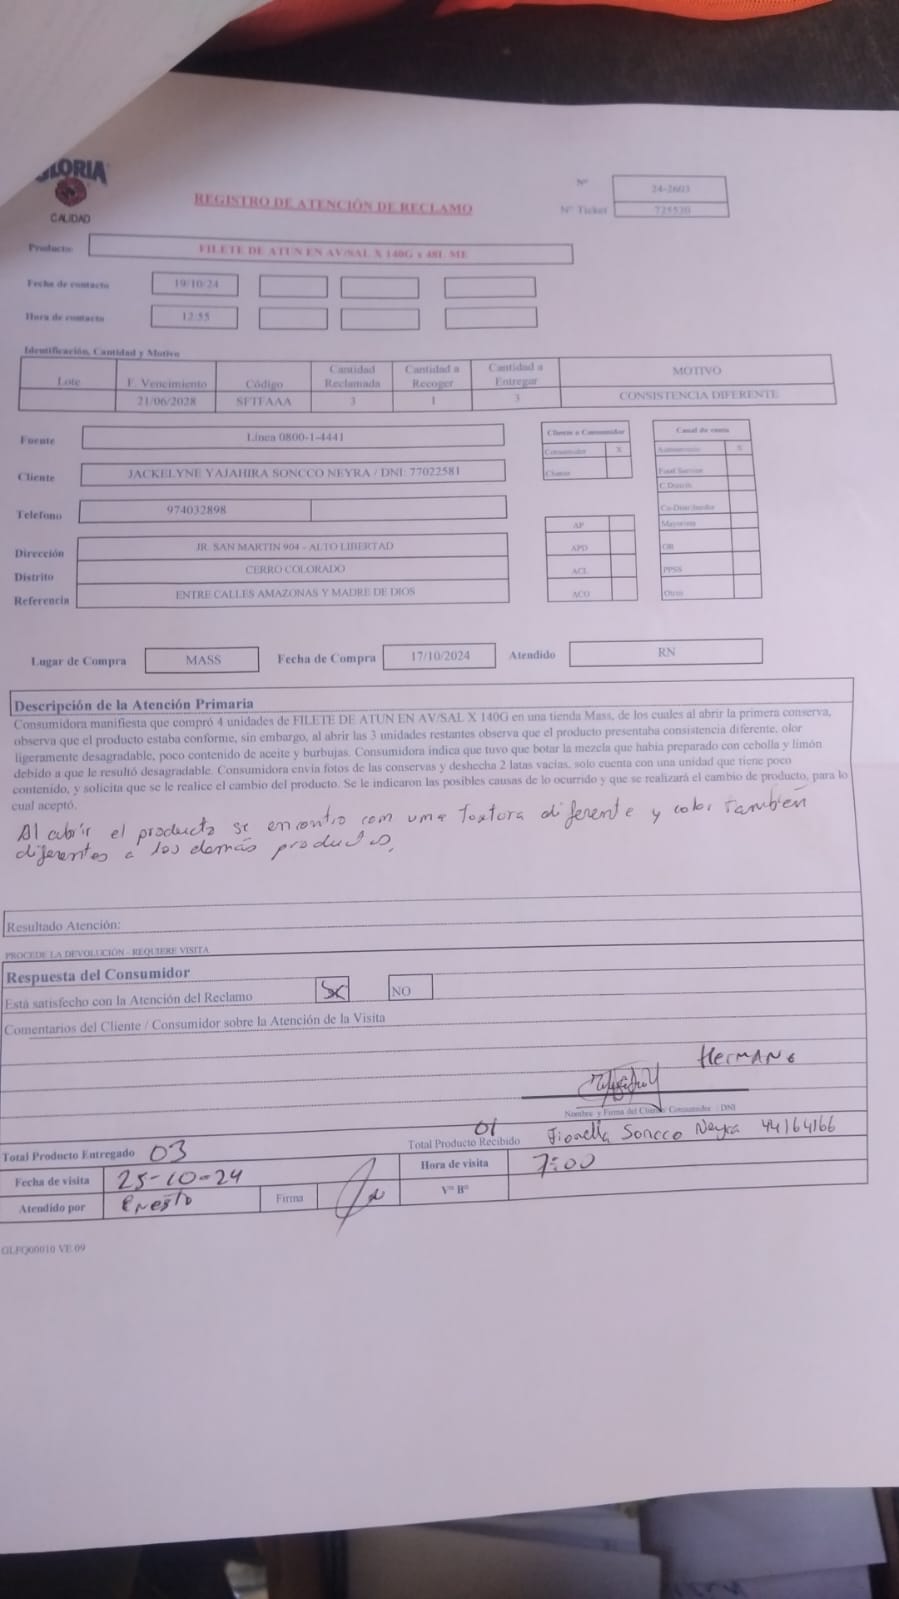 GLORIA
CALIDAD
REGISTRO DE ATENCIÓN DE RECLAMO
Nº 24-2603
Nº Ticket 725530
Producto: FILETE DE ATUN EN AV/SAL X 140G x 48L ME
Fecha de contacto 19/10/24
Hora de contacto 12:55
Identificación, Cantidad y Motivo
Lote F. Vencimiento Código Cantidad Reclamada Cantidad a Recoger Cantidad a Entregar MOTIVO
21/06/2028 SFTFAAA 3 1 3 CONSISTENCIA DIFERENTE
Fuente Línea 0800-1-4441
Cliente JACKELYNE YAJAHIRA SONCCO NEYRA / DNI: 77022581
Telefono 974032898
Dirección JR. SAN MARTIN 904 - ALTO LIBERTAD
Distrito CERRO COLORADO
Referencia ENTRE CALLES AMAZONAS Y MADRE DE DIOS
Cliente o Consumidor
Consumidor X
Cliente
AP
APD
ACL
ACO
Canal de venta
X
Food Service
C.Distrib
Co-Distribuidor
Mayorista
PPSS
Otros
Lugar de Compra MASS Fecha de Compra 17/10/2024 Atendido RN
Descripción de la Atención Primaria
Consumidora manifiesta que compró 4 unidades de FILETE DE ATUN EN AV/SAL X 140G en una tienda Mass, de los cuales al abrir la primera conserva,
observa que el producto estaba conforme, sin embargo, al abrir las 3 unidades restantes observa que el producto presentaba consistencia diferente, olor
ligeramente desagradable, poco contenido de aceite y burbujas. Consumidora indica que tuvo que botar la mezcla que habia preparado con cebolla y limón
debido a que le resultó desagradable. Consumidora envia fotos de las conservas y deshecha 2 latas vacias, solo cuenta con una unidad que tiene poco
contenido, y solicita que se le realice el cambio del producto. Se le indicaron las posibles causas de lo ocurrido y que se realizará el cambio de producto, para lo
cual aceptó.
Al abrir el producto se encontro con una textura diferente y color tambien
diferentes a los demás productos.
Resultado Atención:
PROCEDE LA DEVOLUCIÓN - REQUIERE VISITA
Respuesta del Consumidor
Está satisfecho con la Atención del Reclamo NO
Comentarios del Cliente / Consumidor sobre la Atención de la Visita
HERMANO
Nombre y Firma del Cliente/ Consumidor / DNI
Total Producto Entregado 03 Total Producto Recibido 01 Fiorella Soncco Neyra 44164166
Fecha de visita 25-10-24 Hora de visita 7:00
Atendido por Ernesto Firma Vº Bº
GLFQ00010 VE 09